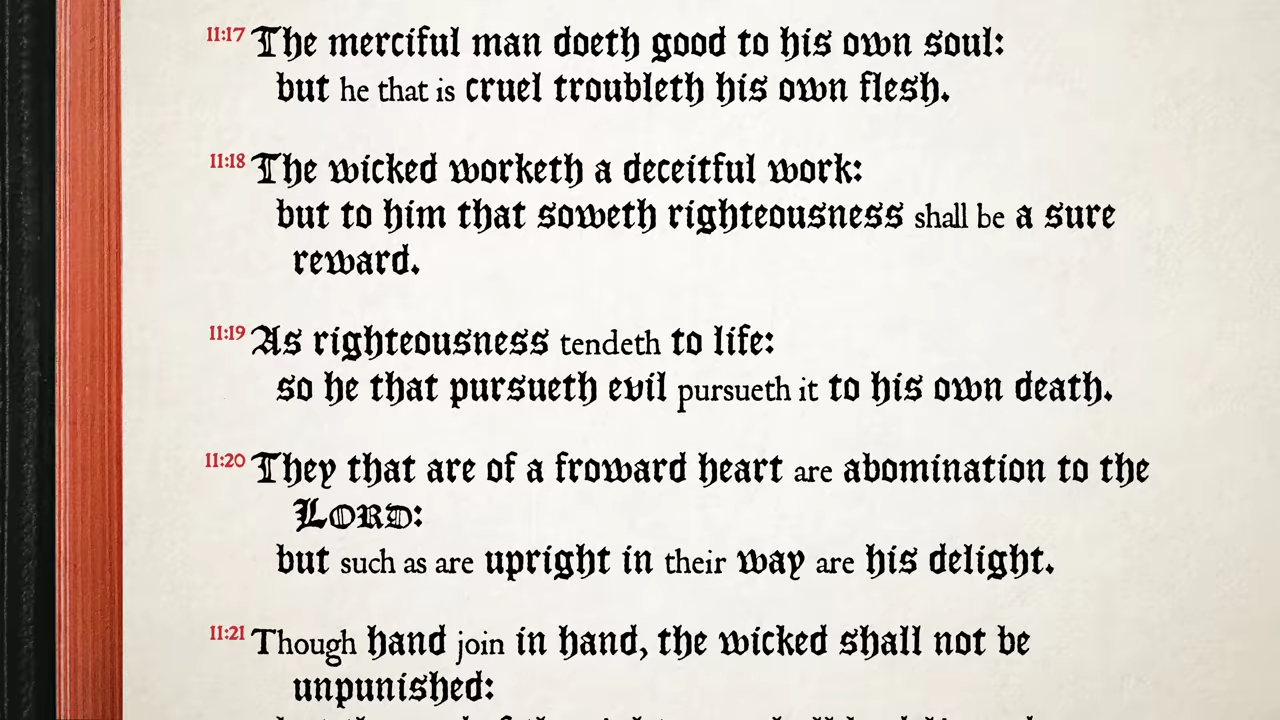 11:17 The merciful man doeth good to his own soul:
but he that is cruel troubleth his own flesh.
11:18 The wicked worketh a deceitful work:
but to him that soweth righteousness shall be a sure
reward.
11:19 As righteousness tendeth to life:
so he that pursueth evil pursueth it to his own death.
11:20 They that are of a froward heart are abomination to the
LORD:
but such as are upright in their way are his delight.
11:21 Though hand join in hand, the wicked shall not be
unpunished: